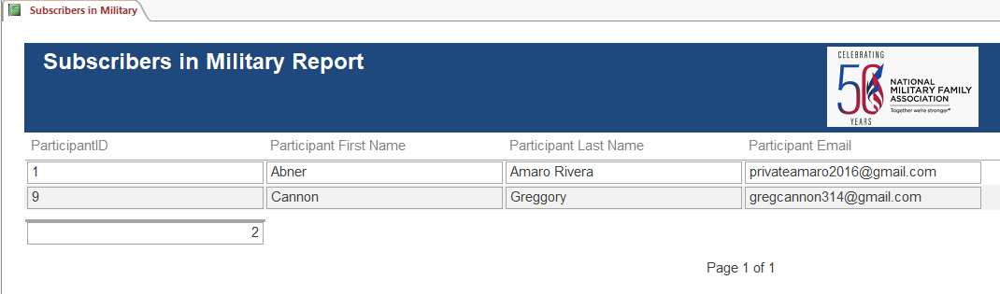 Subscribers in Military
Subscribers in Military Report
CELEBRATING
50
YEARS
NATIONAL
MILITARY FAMILY
ASSOCIATION
Together we're stronger®
ParticipantID Participant First Name Participant Last Name Participant Email
1 Abner Amaro Rivera privateamaro2016@gmail.com
9 Cannon Greggory gregcannon314@gmail.com
2
Page 1 of 1